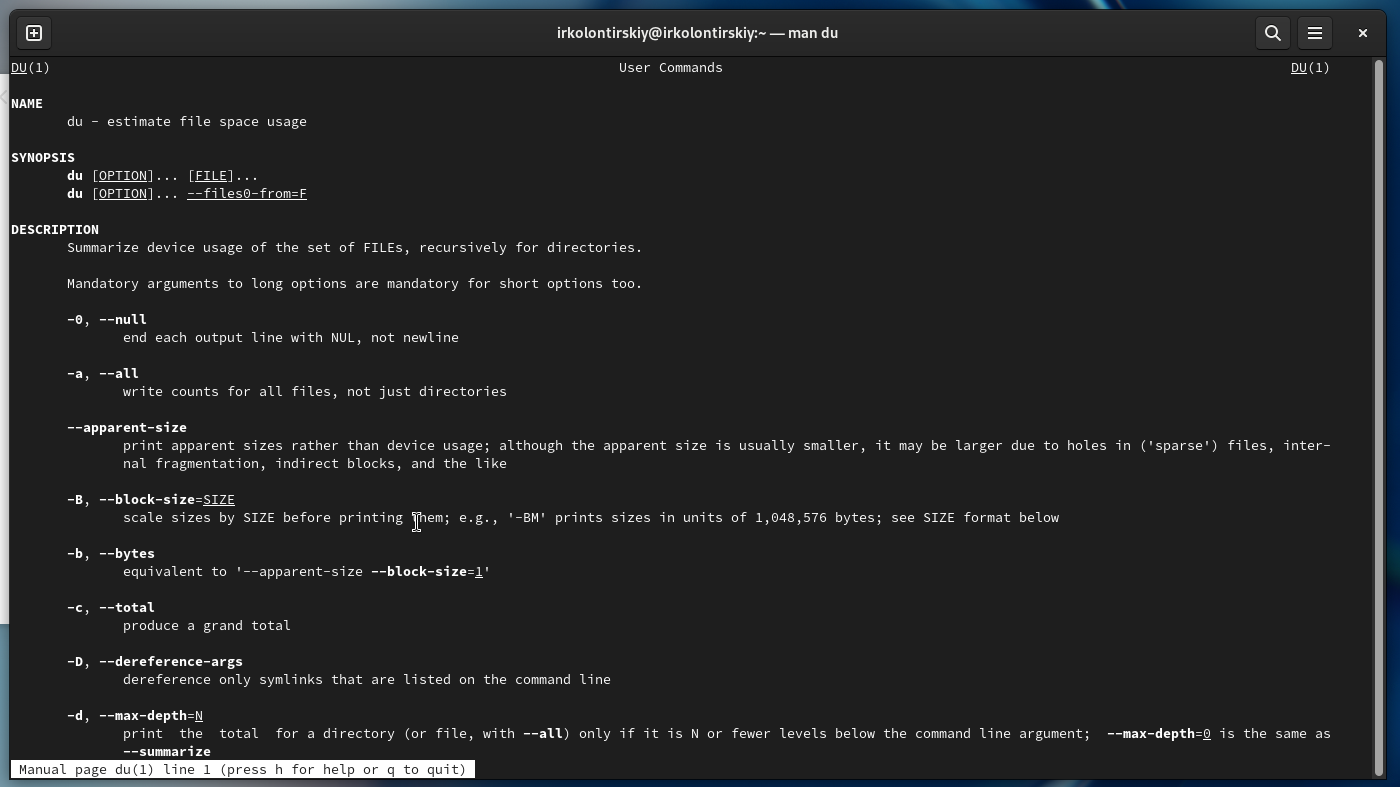 irkolontirskiy@irkolontirskiy:~ — man du
DU(1) User Commands DU(1)
NAME
du - estimate file space usage
SYNOPSIS
du [OPTION]... [FILE]...
du [OPTION]... --files0-from=F
DESCRIPTION
Summarize device usage of the set of FILEs, recursively for directories.
Mandatory arguments to long options are mandatory for short options too.
-0, --null
end each output line with NUL, not newline
-a, --all
write counts for all files, not just directories
--apparent-size
print apparent sizes rather than device usage; although the apparent size is usually smaller, it may be larger due to holes in ('sparse') files, inter-
nal fragmentation, indirect blocks, and the like
-B, --block-size=SIZE
scale sizes by SIZE before printing them; e.g., '-BM' prints sizes in units of 1,048,576 bytes; see SIZE format below
-b, --bytes
equivalent to '--apparent-size --block-size=1'
-c, --total
produce a grand total
-D, --dereference-args
dereference only symlinks that are listed on the command line
-d, --max-depth=N
print the total for a directory (or file, with --all) only if it is N or fewer levels below the command line argument; --max-depth=0 is the same as
--summarize
Manual page du(1) line 1 (press h for help or q to quit)